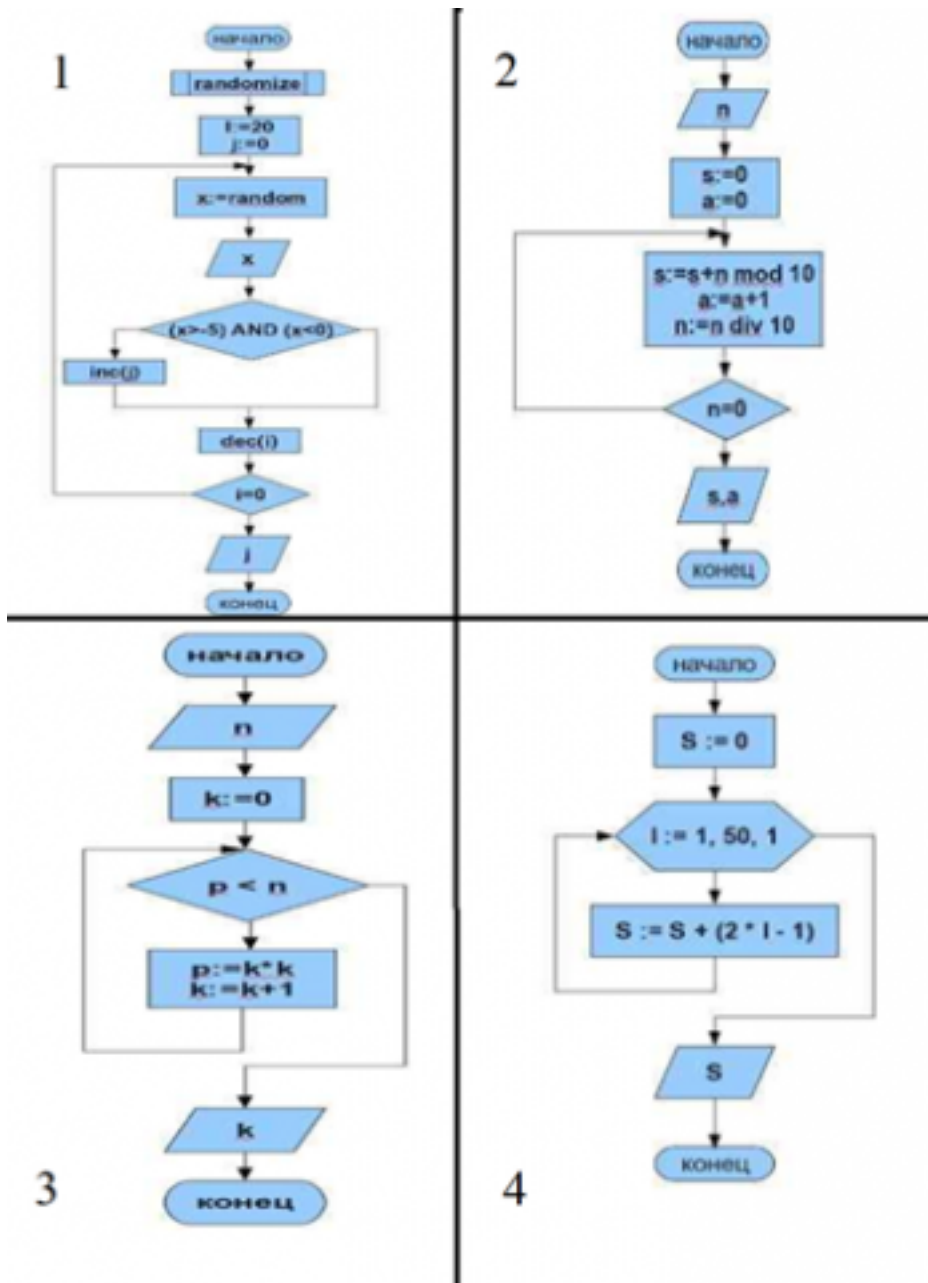 1
начало
randomize
I:=20
j:=0
x:=random
x
(x>-5) AND (x<0)
inc(j)
dec(i)
i=0
j
конец
2
начало
n
s:=0
a:=0
s:=s+n mod 10
a:=a+1
n:=n div 10
n=0
s,a
конец
начало
n
k:=0
p < n
p:=k*k
k:=k+1
k
конец
3
начало
S := 0
I := 1, 50, 1
S := S + (2 * I - 1)
S
конец
4